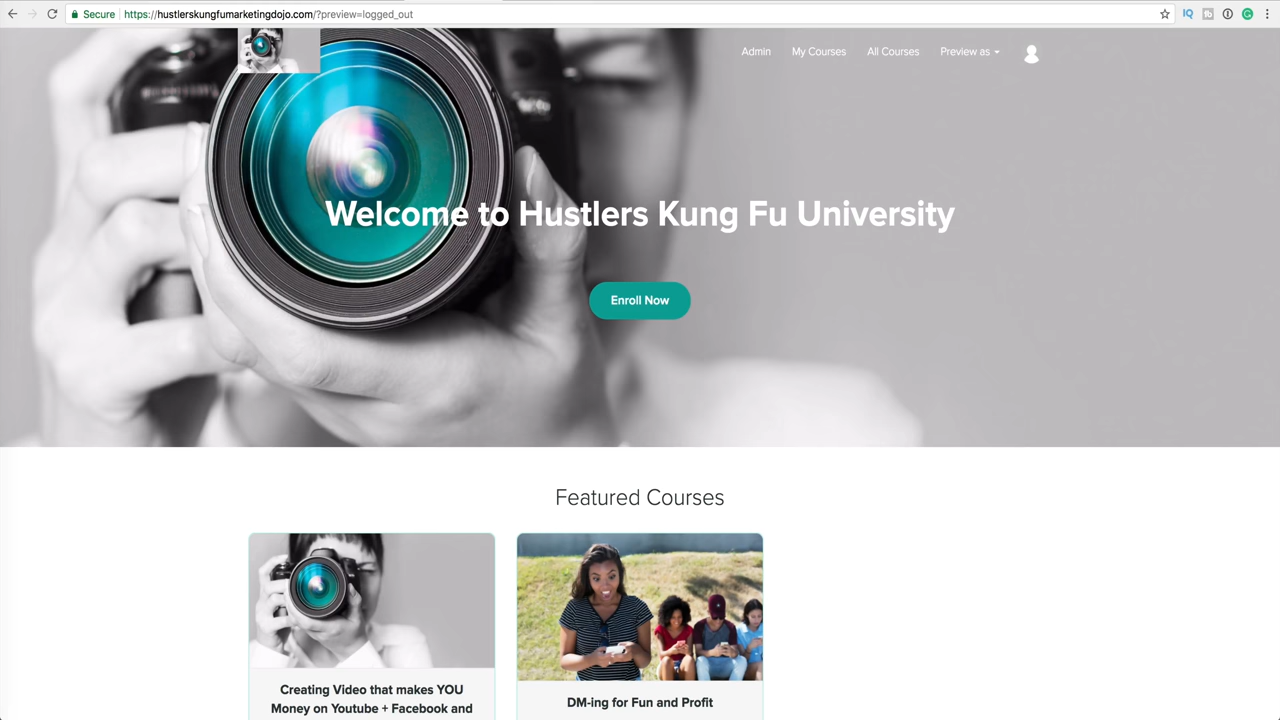 Secure
https://hustlerskungfumarketingdojo.com/?preview=logged_out
Admin
My Courses
All Courses
Preview as
Welcome to Hustlers Kung Fu University
Enroll Now
Featured Courses
Creating Video that makes YOU
Money on Youtube + Facebook and
DM-ing for Fun and Profit